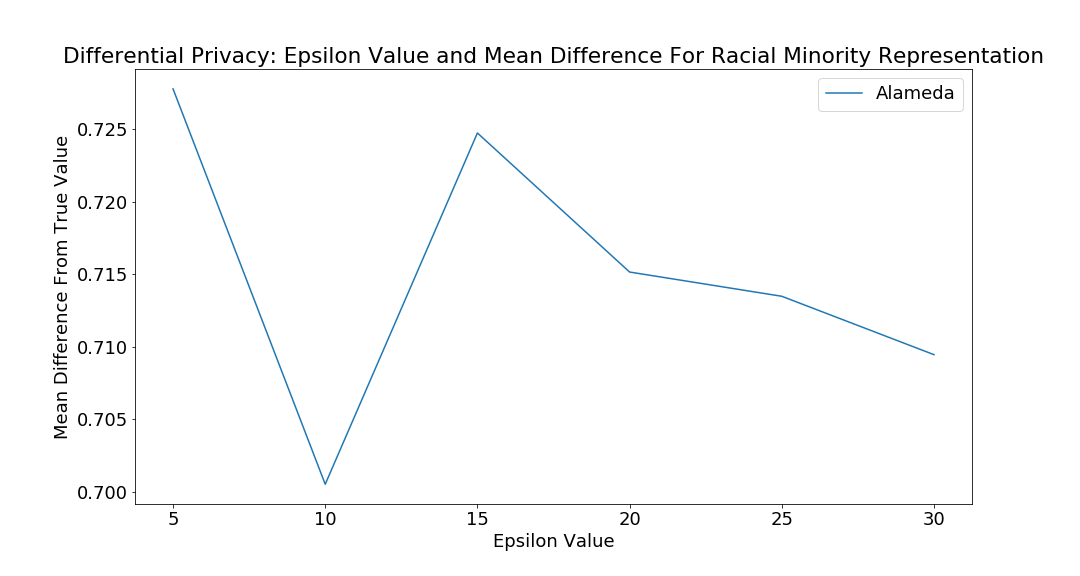 Differential Privacy: Epsilon Value and Mean Difference For Racial Minority Representation
Alameda
Mean Difference From True Value
0.725
0.720
0.715
0.710
0.705
0.700
5 10 15 20 25 30
Epsilon Value